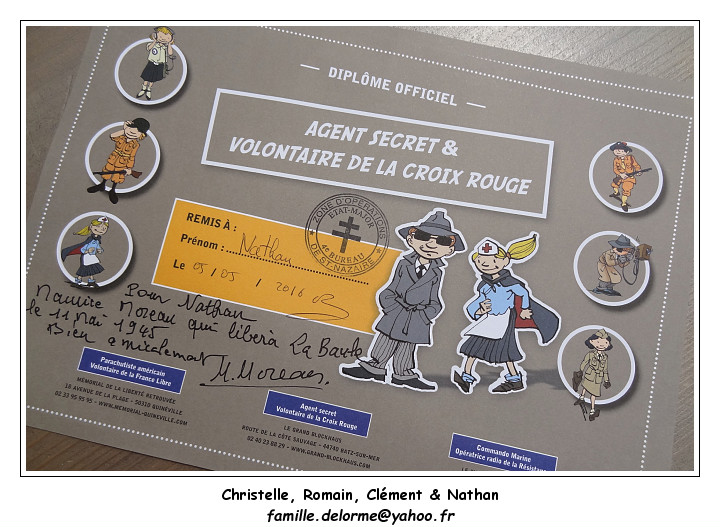 DIPLÔME OFFICIEL
AGENT SECRET &
VOLONTAIRE DE LA CROIX ROUGE
REMIS À :
Prénom : Nathan
Le 05 / 05 / 2016
ZONE D'OPÉRATIONS
ETAT-MAJOR
4e BUREAU
DE ST-NAZAIRE
Pour Nathan
Maurice Moreau qui libéra La Baule
le 11 Mai 1945
Bien amicalement
M. Moreau
Parachutiste américain
Volontaire de la France Libre
MÉMORIAL DE LA LIBERTÉ RETROUVÉE
18 AVENUE DE LA PLAGE - 50310 QUINÉVILLE
02 33 95 95 95 - WWW.MEMORIAL-QUINEVILLE.COM
Agent secret
Volontaire de la Croix Rouge
LE GRAND BLOCKHAUS
ROUTE DE LA CÔTE SAUVAGE - 44740 BATZ-SUR-MER
02 40 23 88 29 - WWW.GRAND-BLOCKHAUS.COM
Commando Marine
Opératrice radio de la Résistance
Christelle, Romain, Clément & Nathan
famille.delorme@yahoo.fr